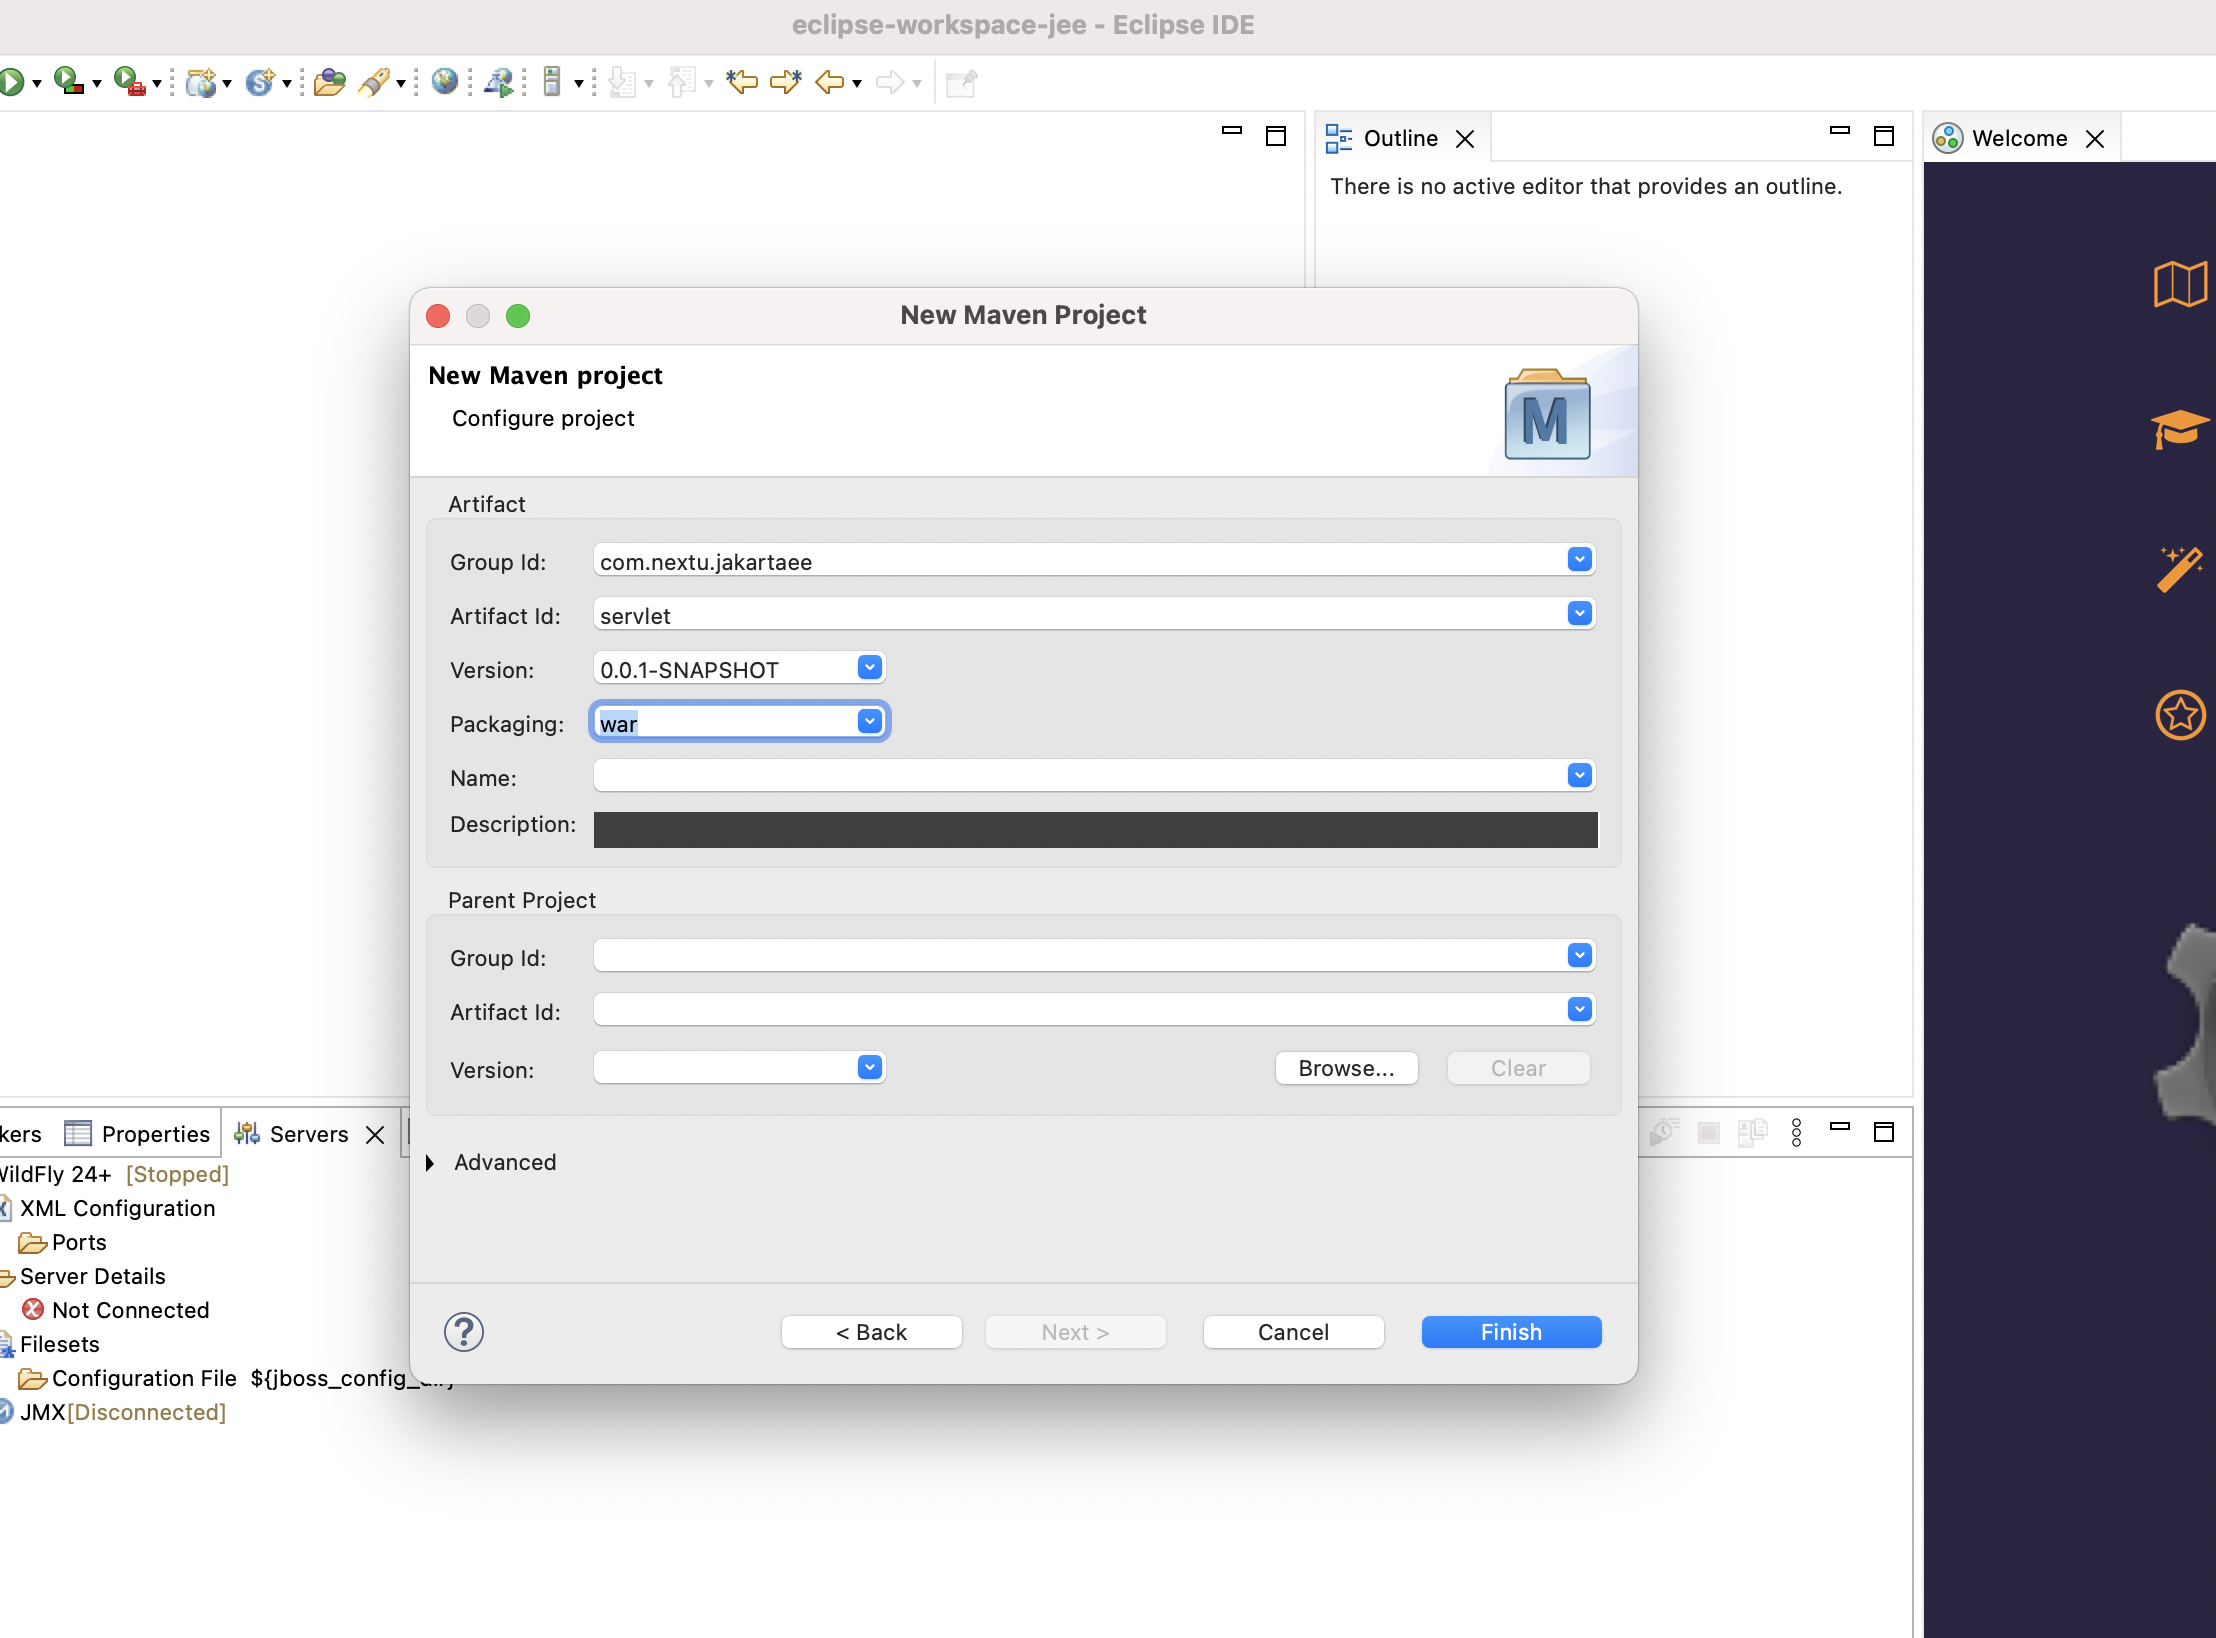 eclipse-workspace-jee - Eclipse IDE
Outline
Welcome
There is no active editor that provides an outline.
New Maven Project
New Maven project
Configure project
Artifact
Group Id: com.nextu.jakartaee
Artifact Id: servlet
Version: 0.0.1-SNAPSHOT
Packaging: war
Name:
Description:
Parent Project
Group Id:
Artifact Id:
Version:
Browse...
Clear
Advanced
< Back
Next >
Cancel
Finish
kers
Properties
Servers
WildFly 24+ [Stopped]
XML Configuration
Ports
Server Details
Not Connected
Filesets
Configuration File ${jboss_config_dir}
JMX[Disconnected]